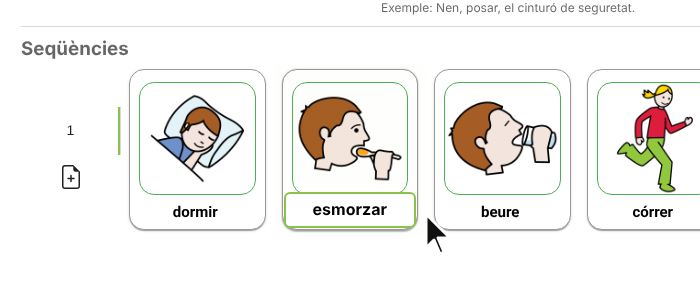 Exemple: Nen, posar, el cinturó de seguretat.
Seqüències
1
dormir
esmorzar
beure
córrer